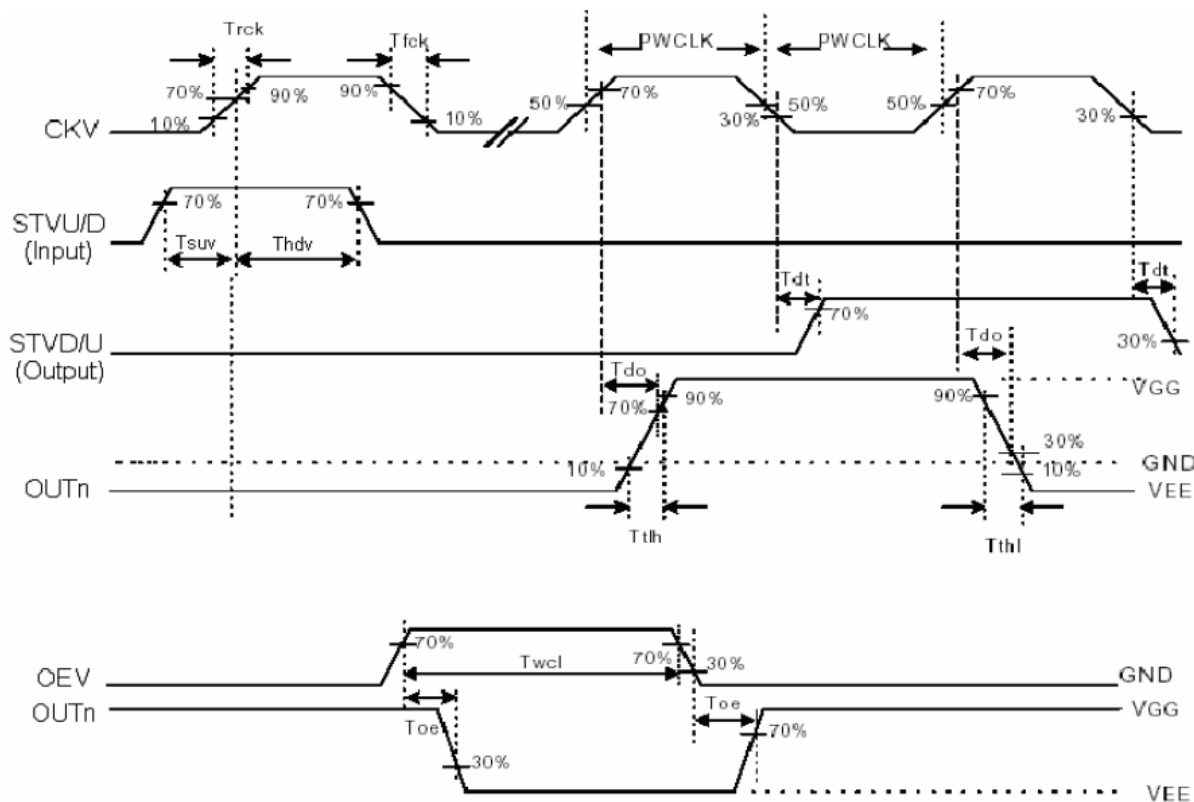 Trck
Tfck
PWCLK
PWCLK
70%
90%
90%
50%
70%
50%
50%
70%
10%
10%
30%
30%
CKV
70%
70%
STVU/D
(Input)
Tsuv
Thdv
Tdt
Tdt
70%
STVD/U
(Output)
Tdo
30%
Tdo
VGG
70%
90%
90%
30%
10%
GND
10%
OUTn
VEE
Ttlh
Tthl
70%
Twcl
70%
30%
OEV
GND
OUTn
Toe
Toe
VGG
70%
30%
VEE